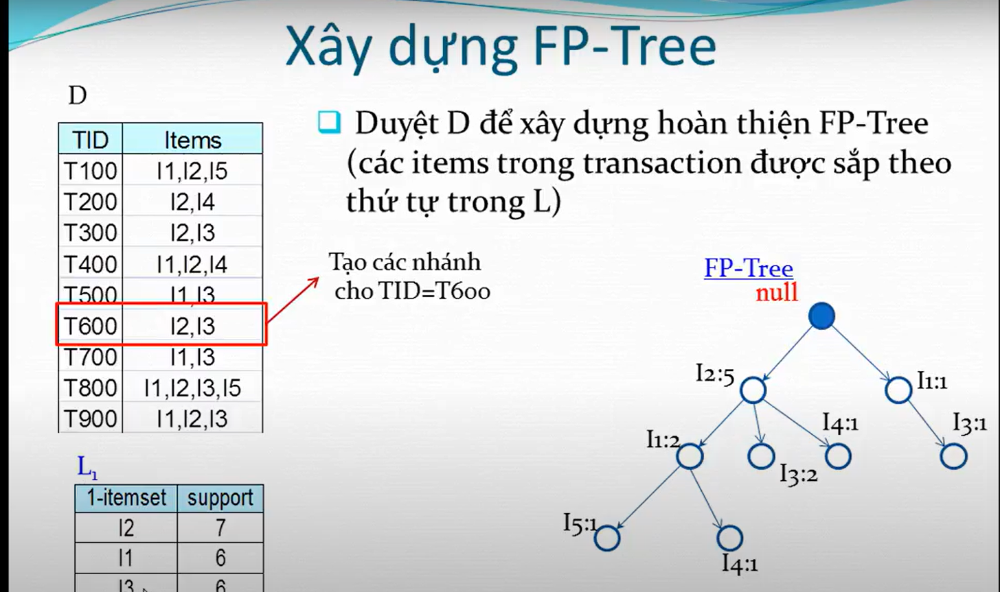 Xây dựng FP-Tree
D
TID Items
T100 I1,I2,I5
T200 I2,I4
T300 I2,I3
T400 I1,I2,I4
T500 I1,I3
T600 I2,I3
T700 I1,I3
T800 I1,I2,I3,I5
T900 I1,I2,I3
L1
1-itemset support
I2 7
I1 6
I3 6
Duyệt D để xây dựng hoàn thiện FP-Tree
(các items trong transaction được sắp theo
thứ tự trong L)
Tạo các nhánh
cho TID=T600
FP-Tree
null
I2:5
I1:1
I1:2
I3:2
I4:1
I3:1
I5:1
I4:1